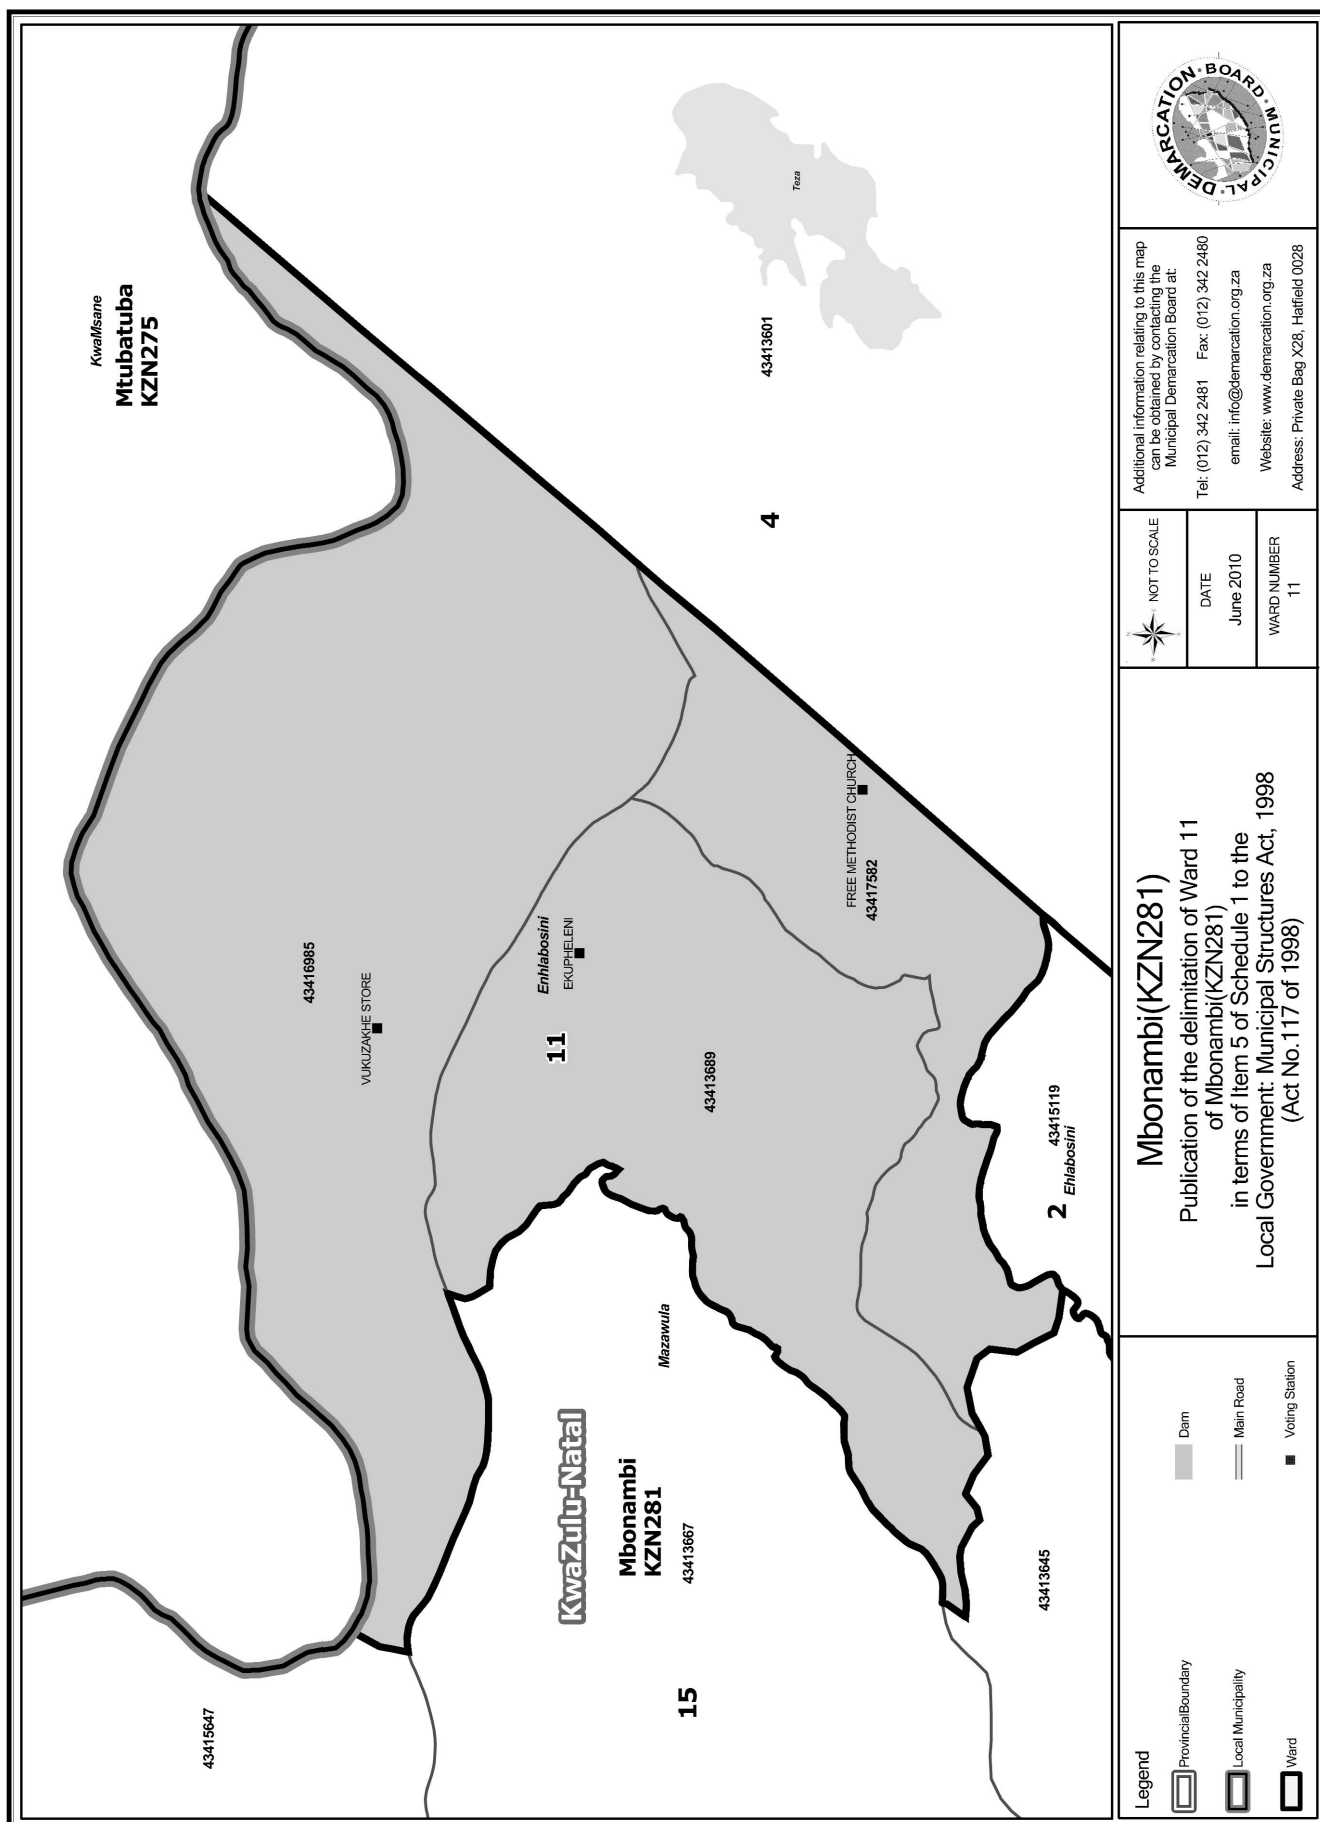 KwaMsane
Mtubatuba
KZN275
43415647
43416985
VUKUZAKHE STORE
Enhlabosini
EKUPHELENI
11
43413689
KwaZulu-Natal
Mbonambi
KZN281
43413667
Mazawula
15
43413601
Teza
4
FREE METHODIST CHURCH
43417582
43415119
Ehlabosini
2
43413645
Legend
ProvincialBoundary
Local Municipality
Ward
Dam
Main Road
Voting Station
Mbonambi(KZN281)
Publication of the delimitation of Ward 11
of Mbonambi(KZN281)
in terms of Item 5 of Schedule 1 to the
Local Government: Municipal Structures Act, 1998
(Act No.117 of 1998)
N
W
E
S
NOT TO SCALE
DATE
June 2010
WARD NUMBER
11
Additional information relating to this map
can be obtained by contacting the
Municipal Demarcation Board at:
Tel: (012) 342 2481 Fax: (012) 342 2480
email: info@demarcation.org.za
Website: www.demarcation.org.za
Address: Private Bag X28, Hatfield 0028
MUNICIPAL • DEMARCATION • BOARD •